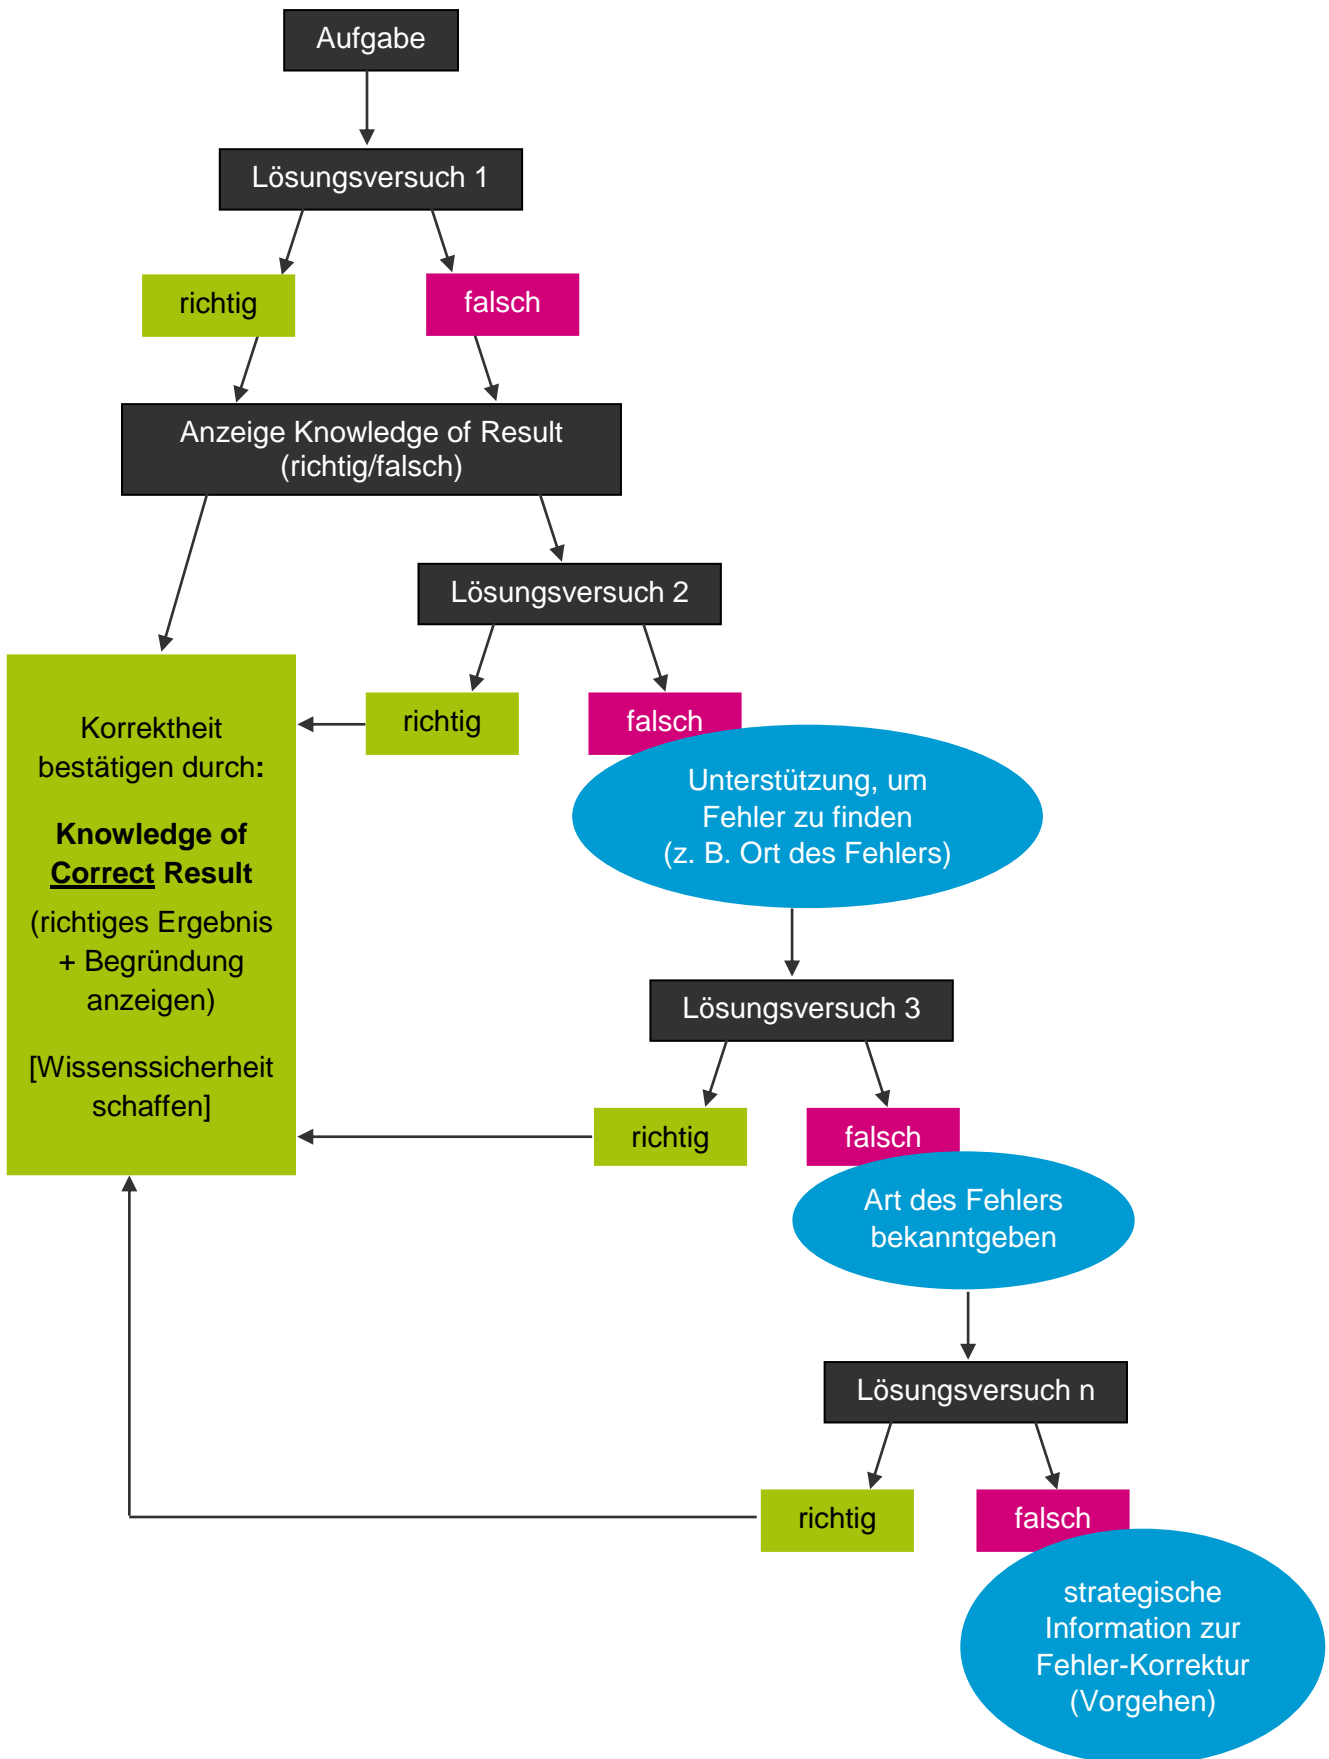 Aufgabe
Lösungsversuch 1
richtig
falsch
Anzeige Knowledge of Result
(richtig/falsch)
Lösungsversuch 2
richtig
falsch
Korrektheit
bestätigen durch:
Knowledge of
Correct Result
(richtiges Ergebnis
+ Begründung
anzeigen)
[Wissenssicherheit
schaffen]
Unterstützung, um
Fehler zu finden
(z. B. Ort des Fehlers)
Lösungsversuch 3
richtig
falsch
Art des Fehlers
bekanntgeben
Lösungsversuch n
richtig
falsch
strategische
Information zur
Fehler-Korrektur
(Vorgehen)